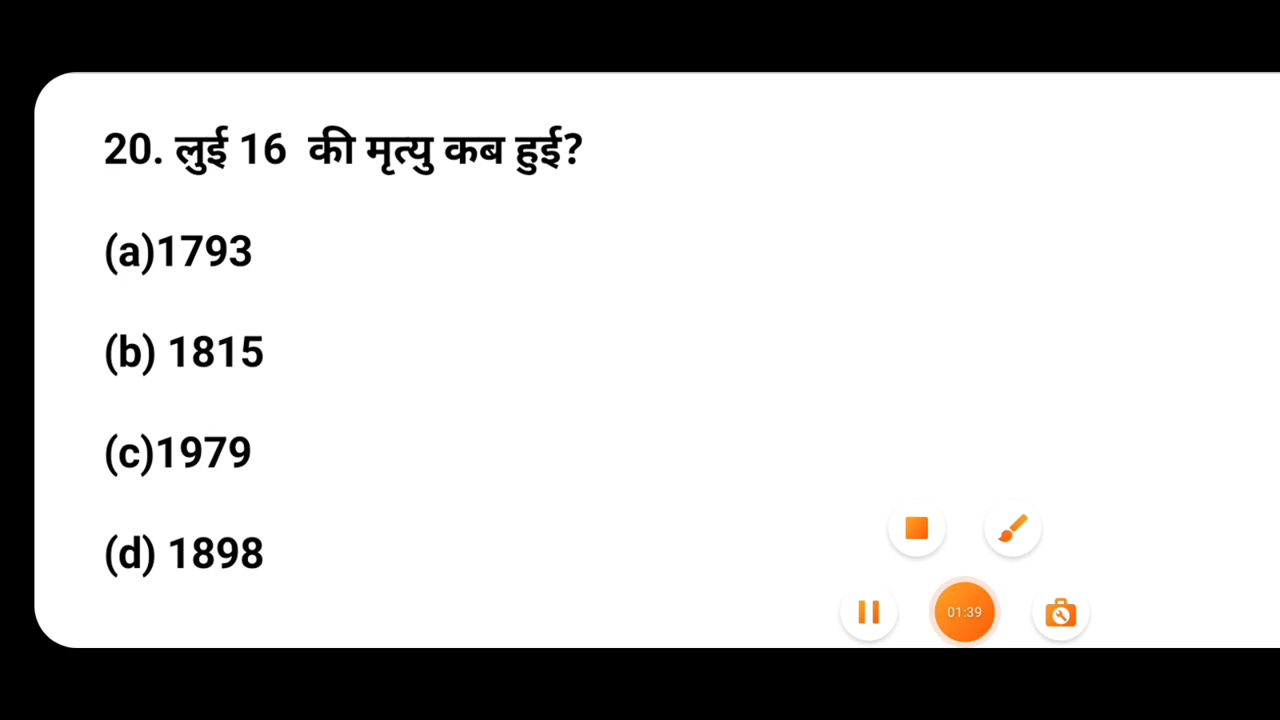 20. लुई 16 की मृत्यु कब हुई?
(a)1793
(b) 1815
(c)1979
(d) 1898
01:39